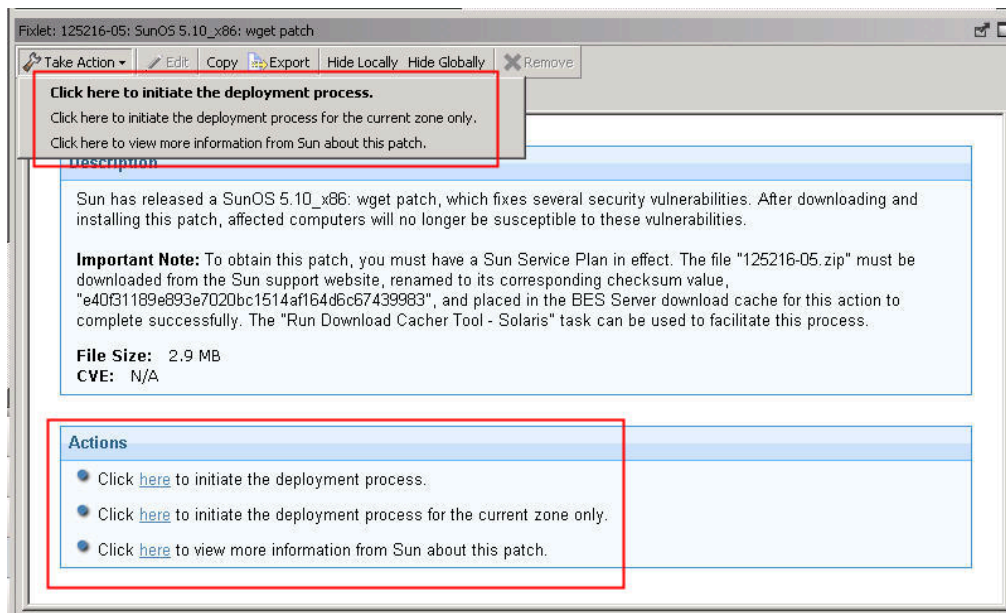 Fixlet: 125216-05: SunOS 5.10_x86: wget patch
Take Action Edit Copy Export Hide Locally Hide Globally Remove
Click here to initiate the deployment process.
Click here to initiate the deployment process for the current zone only.
Click here to view more information from Sun about this patch.
Description
Sun has released a SunOS 5.10_x86: wget patch, which fixes several security vulnerabilities. After downloading and
installing this patch, affected computers will no longer be susceptible to these vulnerabilities.
Important Note: To obtain this patch, you must have a Sun Service Plan in effect. The file "125216-05.zip" must be
downloaded from the Sun support website, renamed to its corresponding checksum value,
"e40f31189e893e7020bc1514af164d6c67439983", and placed in the BES Server download cache for this action to
complete successfully. The "Run Download Cacher Tool - Solaris" task can be used to facilitate this process.
File Size: 2.9 MB
CVE: N/A
Actions
Click here to initiate the deployment process.
Click here to initiate the deployment process for the current zone only.
Click here to view more information from Sun about this patch.